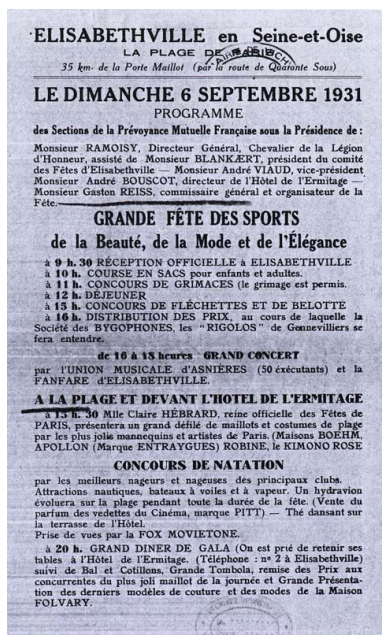 ELISABETHVILLE en Seine-et-Oise
LA PLAGE DE PARIS
35 km- de la Porte Maillot (par la route de Quarante Sous)
LE DIMANCHE 6 SEPTEMBRE 1931
PROGRAMME
des Sections de la Prévoyance Mutuelle Française sous la Présidence de :
Monsieur RAMOISY, Directeur Général, Chevalier de la Légion
d'Honneur, assisté de Monsieur BLANKÆRT, président du comité
des Fêtes d'Elisabethville — Monsieur André VIAUD, vice-président
Monsieur André BOUSCOT, directeur de l'Hôtel de l'Ermitage —
Monsieur Gaston REISS, commissaire général et organisateur de la
Fête.
GRANDE FÊTE DES SPORTS
de la Beauté, de la Mode et de l'Élégance
à 9 h. 30 RÉCEPTION OFFICIELLE à ELISABETHVILLE
à 10 h. COURSE EN SACS pour enfants et adultes.
à 11 h. CONCOURS DE GRIMACES (le grimage est permis.
à 12 h. DÉJEUNER
à 15 h. CONCOURS DE FLÉCHETTES ET DE BELOTTE
à 16 h. DISTRIBUTION DES PRIX, au cours de laquelle la
Société des BYGOPHONES, les "RIGOLOS" de Gennevilliers se
fera entendre.
de 16 à 18 heures : GRAND CONCERT
par l'UNION MUSICALE d'ASNIÈRES (50 éxécutants) et la
FANFARE d'ELISABETHVILLE.
A LA PLAGE ET DEVANT L'HOTEL DE L'ERMITAGE
à 15 h. 30 Mlle Claire HÉBRARD, reine officielle des Fêtes de
PARIS, présentera un grand défilé de maillots et costumes de plage
par les plus jolis mannequins et artistes de Paris. (Maisons BOEHM,
APOLLON (Marque ENTRAYGUES) ROBINE, le KIMONO ROSE
CONCOURS DE NATATION
par les meilleurs nageurs et nageuses des principaux clubs.
Attractions nautiques, bateaux à voiles et à vapeur. Un hydravion
évoluera sur la plage pendant toute la durée de la fête. (Vente du
parfum des vedettes du Cinéma, marque PITT) — Thé dansant sur
la terrasse de l'Hôtel.
Prise de vues par la FOX MOVIETONE.
à 20 h. GRAND DINER DE GALA (On est prié de retenir ses
tables à l'Hôtel de l'Ermitage. (Téléphone : nº 2 à Elisabethville)
suivi de Bal et Cotillons, Grande Tombola, remise des Prix aux
concurrentes du plus joli maillot de la journée et Grande Présenta-
tion des derniers modèles de couture et des modes de la Maison
FOLVARY.